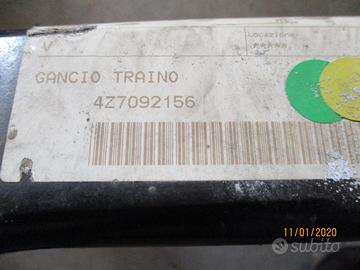 Locazione
*****
GANCIO TRAINO
4Z7092156
11/01/2020
subito